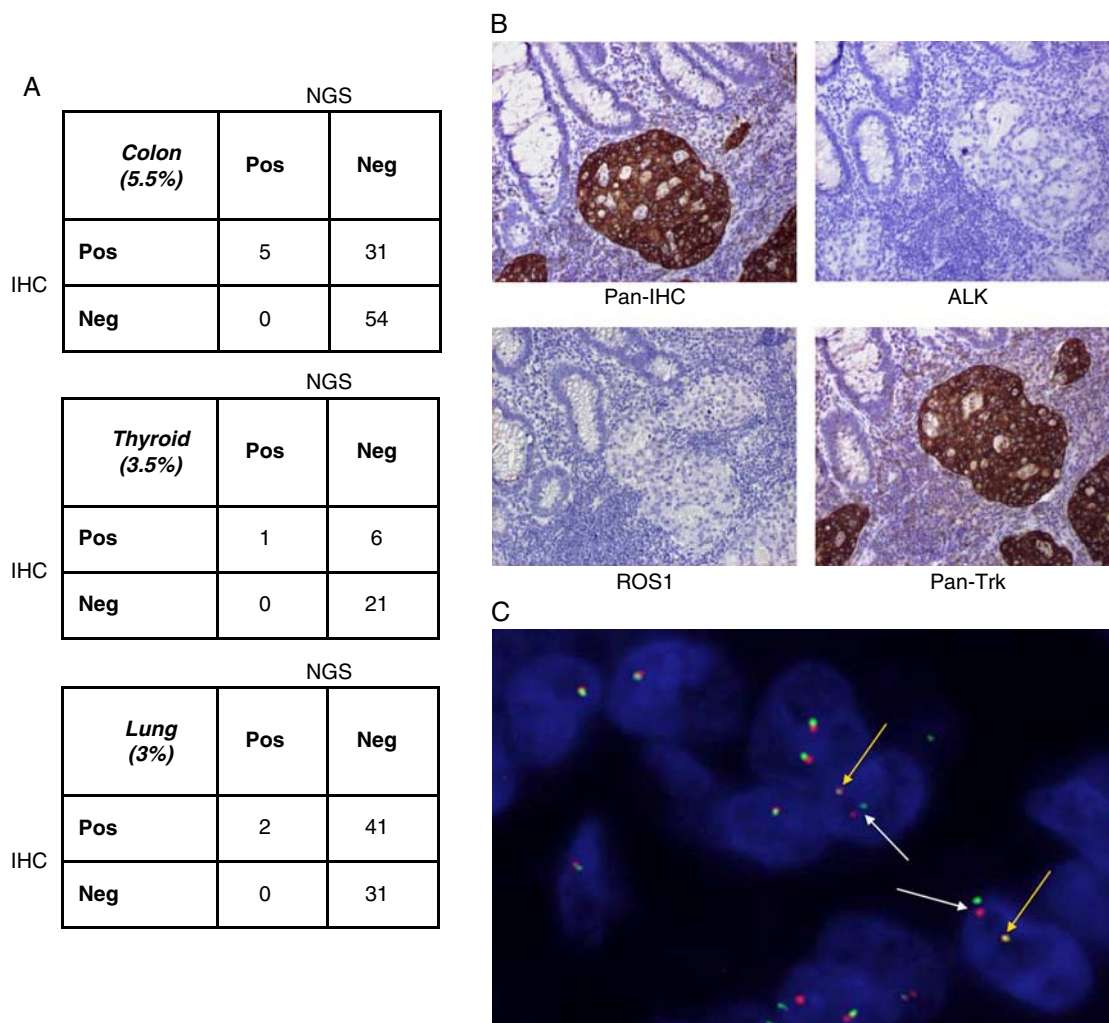 A
NGS
Colon
(5.5%)
Pos
Neg
IHC
Pos
5
31
Neg
0
54
NGS
Thyroid
(3.5%)
Pos
Neg
IHC
Pos
1
6
Neg
0
21
NGS
Lung
(3%)
Pos
Neg
IHC
Pos
2
41
Neg
0
31
B
Pan-IHC
ALK
ROS1
Pan-Trk
C